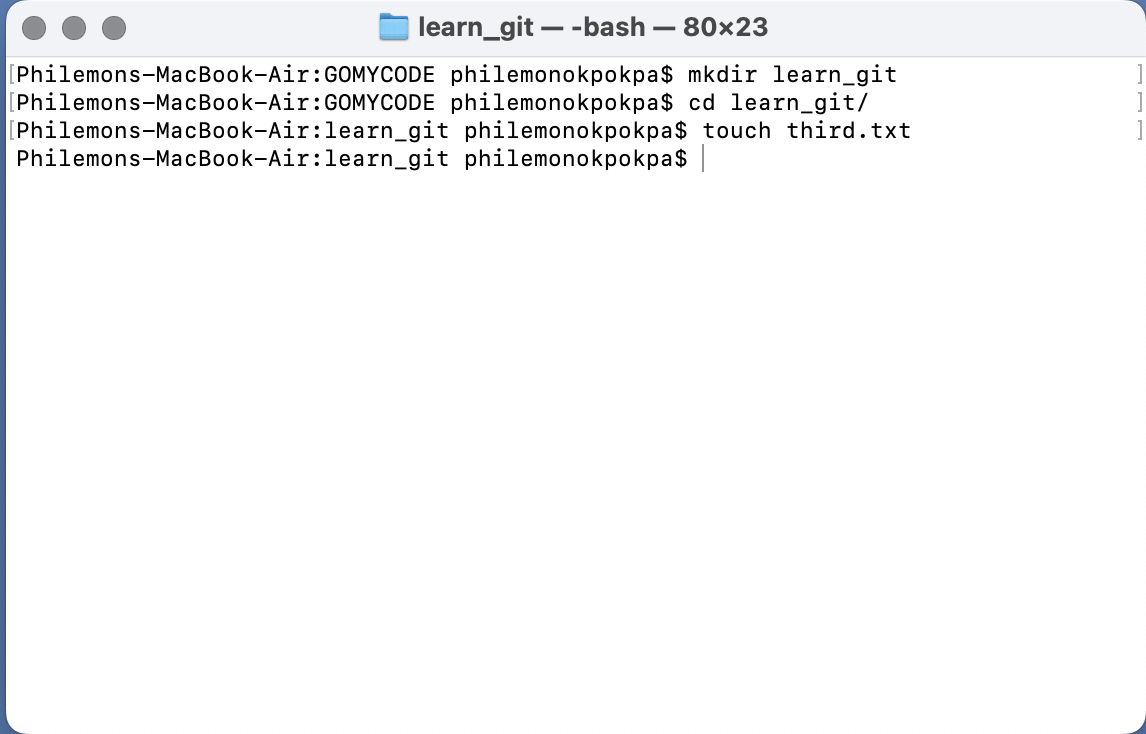 learn_git — -bash — 80×23
[Philemons-MacBook-Air:GOMYCODE philemonokpokpa$ mkdir learn_git ]
[Philemons-MacBook-Air:GOMYCODE philemonokpokpa$ cd learn_git/ ]
[Philemons-MacBook-Air:learn_git philemonokpokpa$ touch third.txt ]
Philemons-MacBook-Air:learn_git philemonokpokpa$